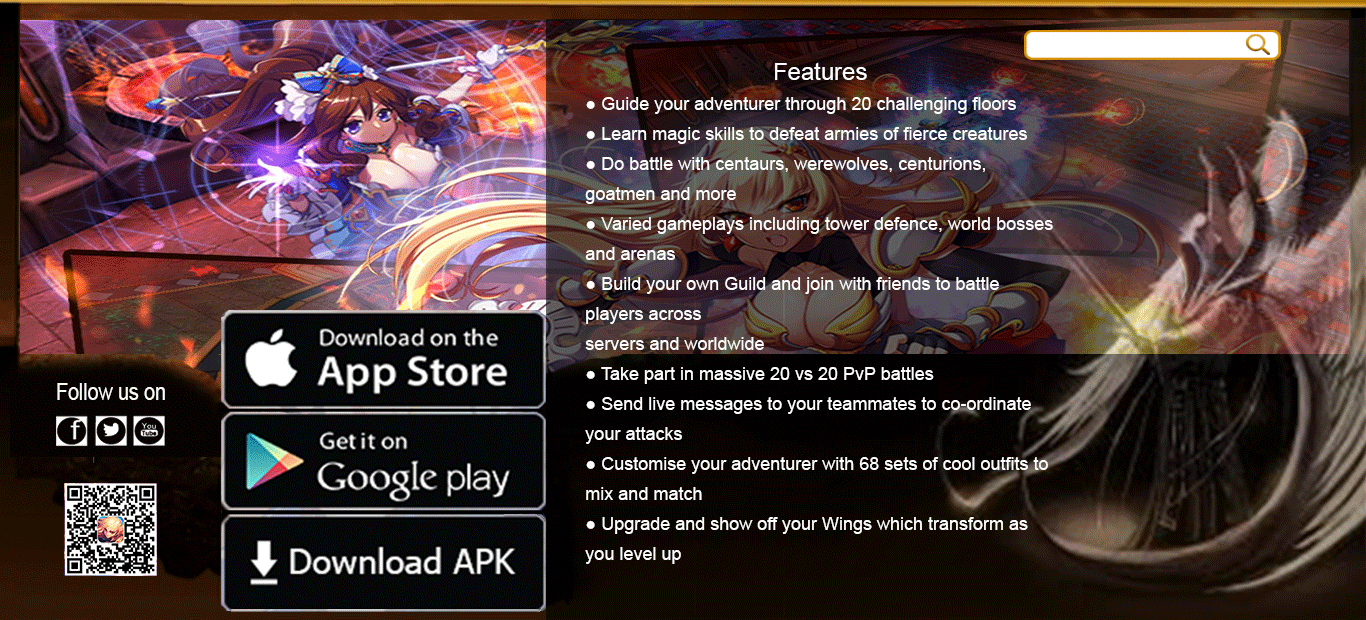 Features
● Guide your adventurer through 20 challenging floors
● Learn magic skills to defeat armies of fierce creatures
● Do battle with centaurs, werewolves, centurions,
goatmen and more
● Varied gameplays including tower defence, world bosses
and arenas
● Build your own Guild and join with friends to battle
players across
servers and worldwide
● Take part in massive 20 vs 20 PvP battles
● Send live messages to your teammates to co-ordinate
your attacks
● Customise your adventurer with 68 sets of cool outfits to
mix and match
● Upgrade and show off your Wings which transform as
you level up
Download on the
App Store
Get it on
Google play
Download APK
Follow us on
f
You
Tube